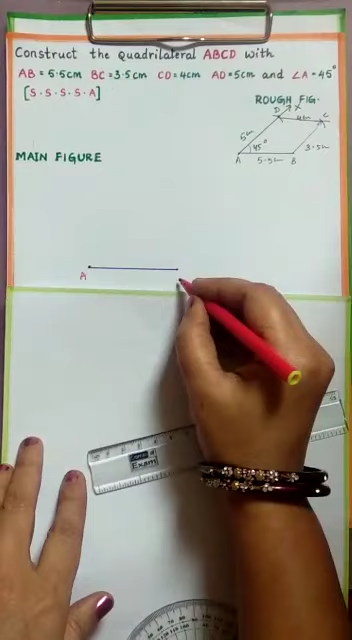 Construct the Quadrilateral ABCD with
AB = 5.5cm BC = 3.5cm CD = 4cm AD = 5cm and ∠A = 45°
[S.S.S.S.A]
ROUGH FIG.
D X 4cm C
5cm
45°
3.5cm
A 5.5cm B
MAIN FIGURE
A
Exam